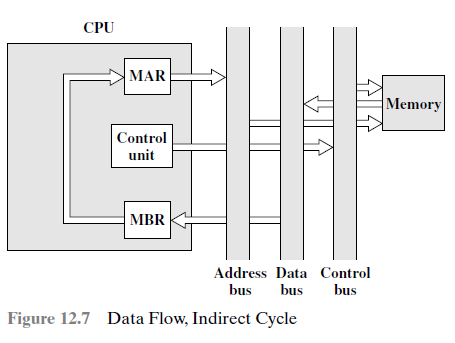 CPU
MAR
Memory
Control
unit
MBR
Address Data Control
bus bus bus
Figure 12.7 Data Flow, Indirect Cycle